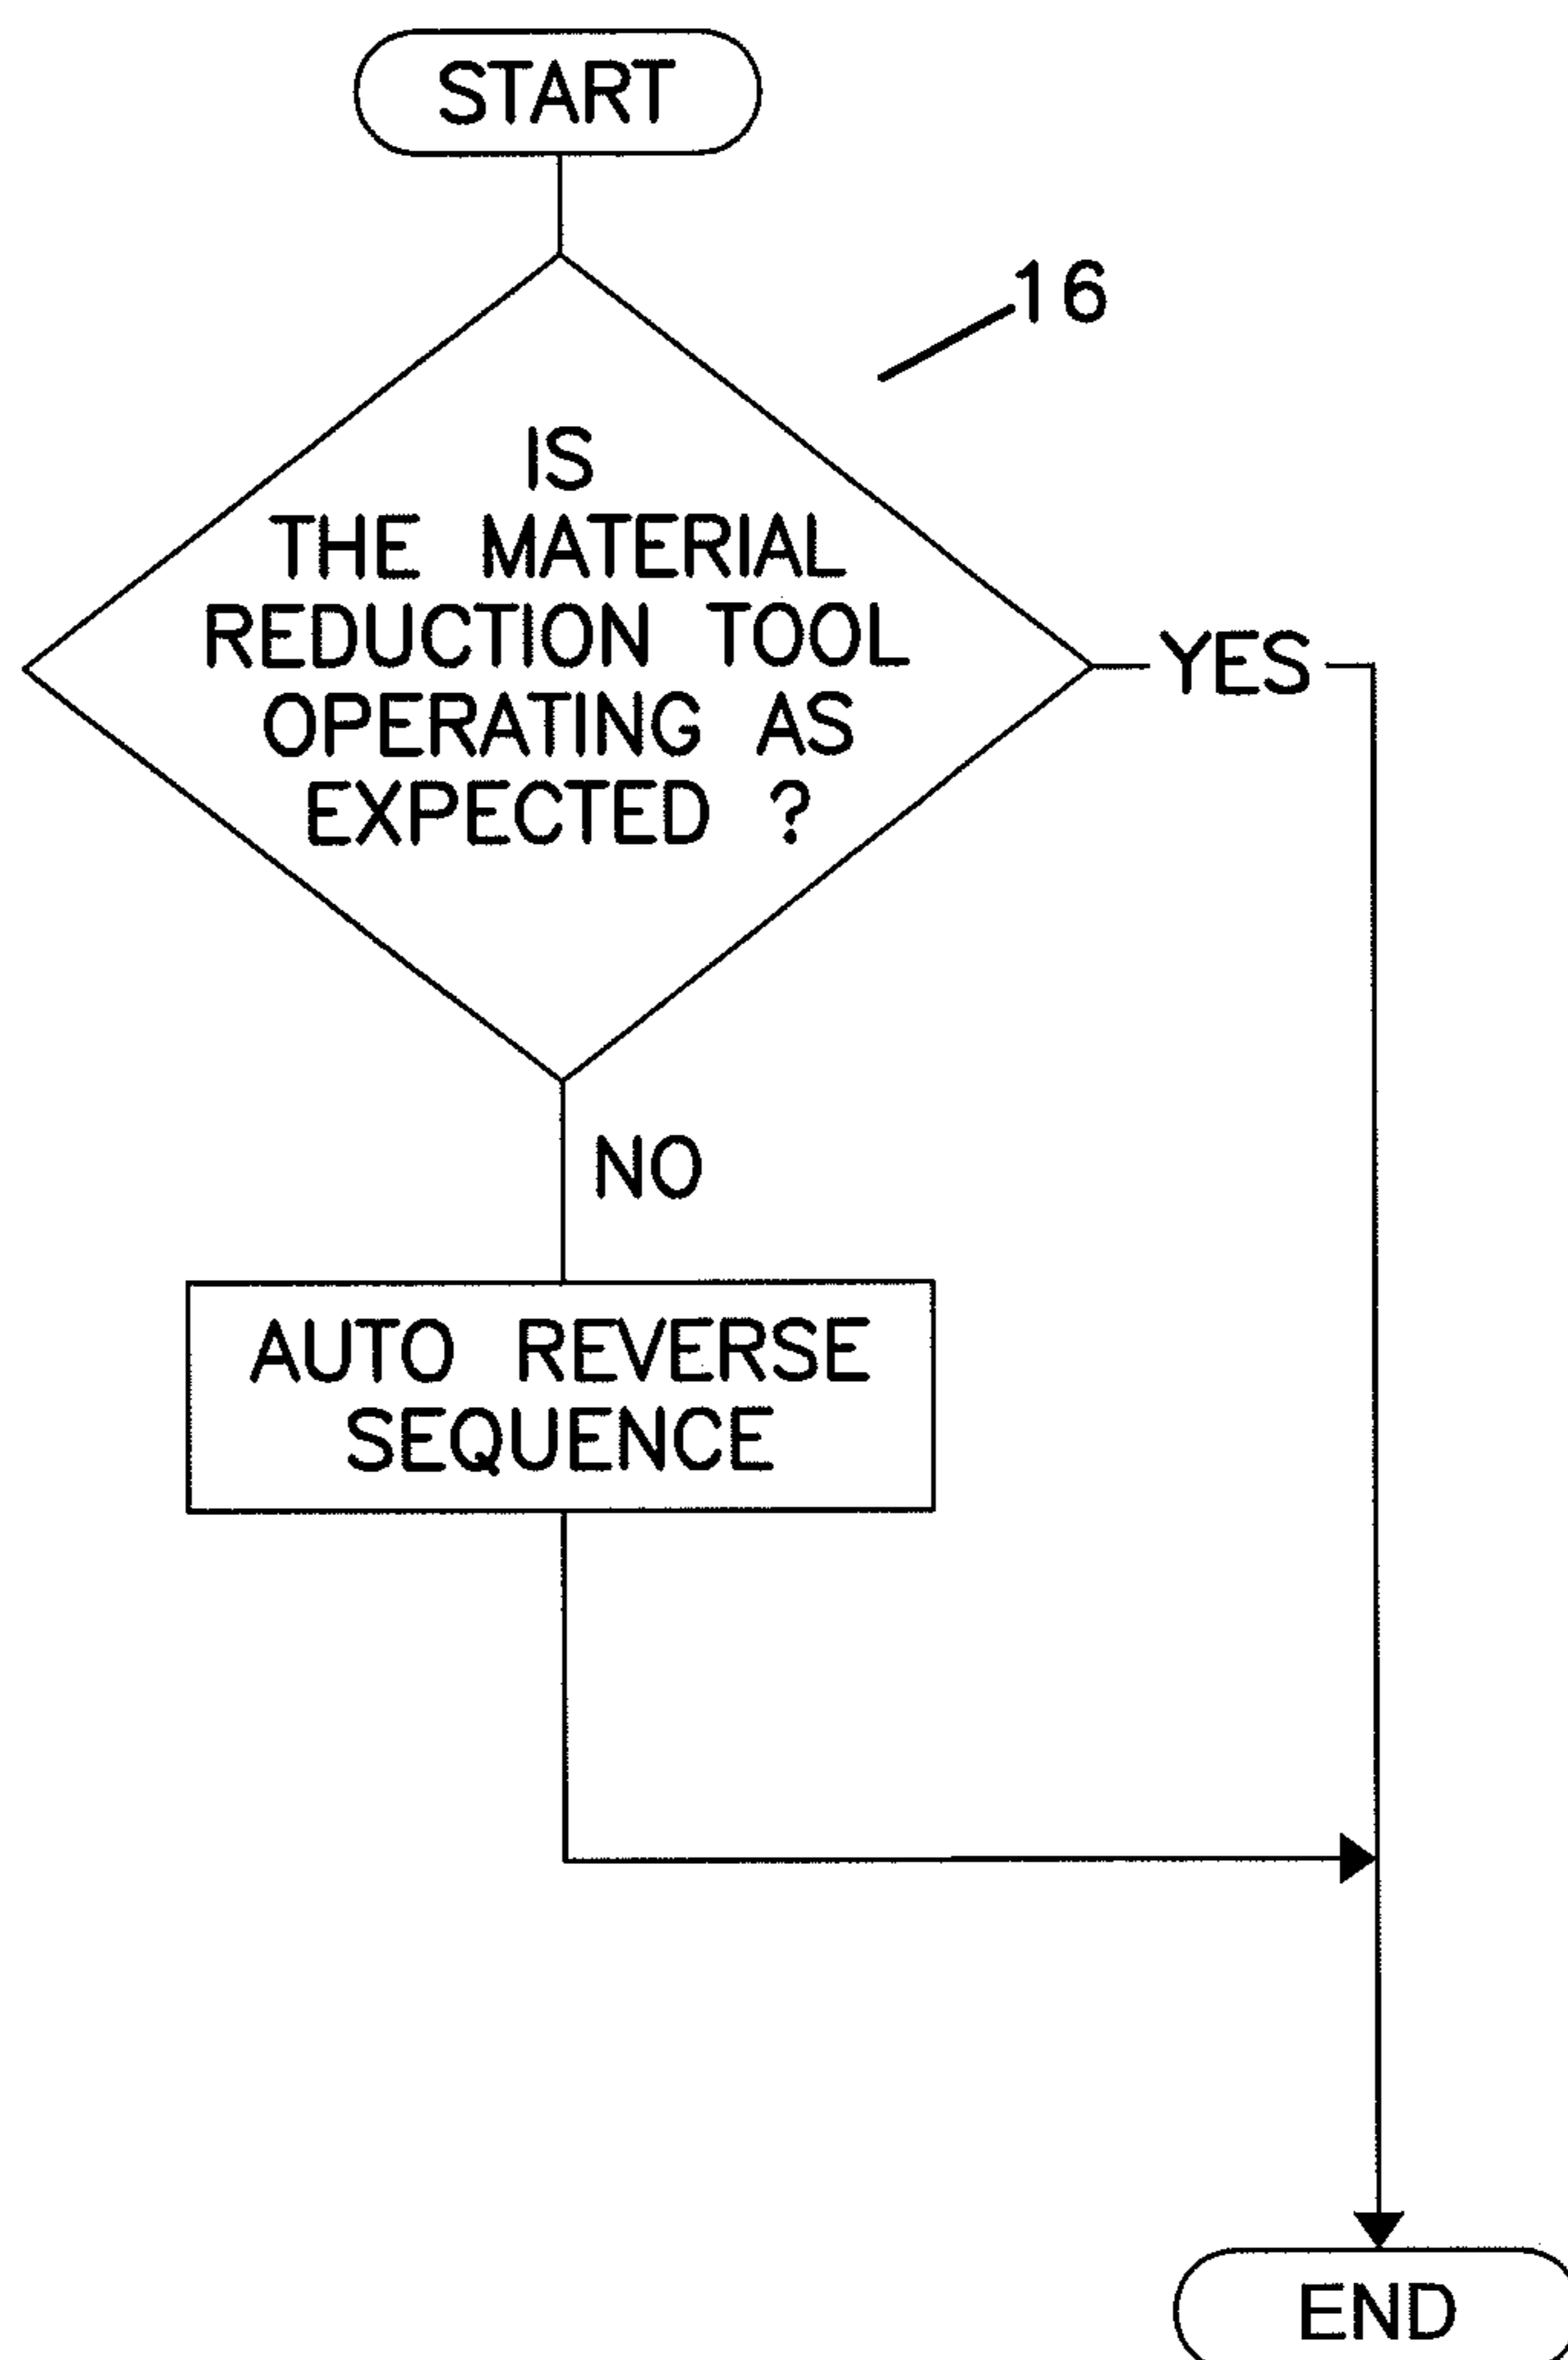 START
16
IS
THE MATERIAL
REDUCTION TOOL
OPERATING AS
EXPECTED ?
YES
NO
AUTO REVERSE
SEQUENCE
END